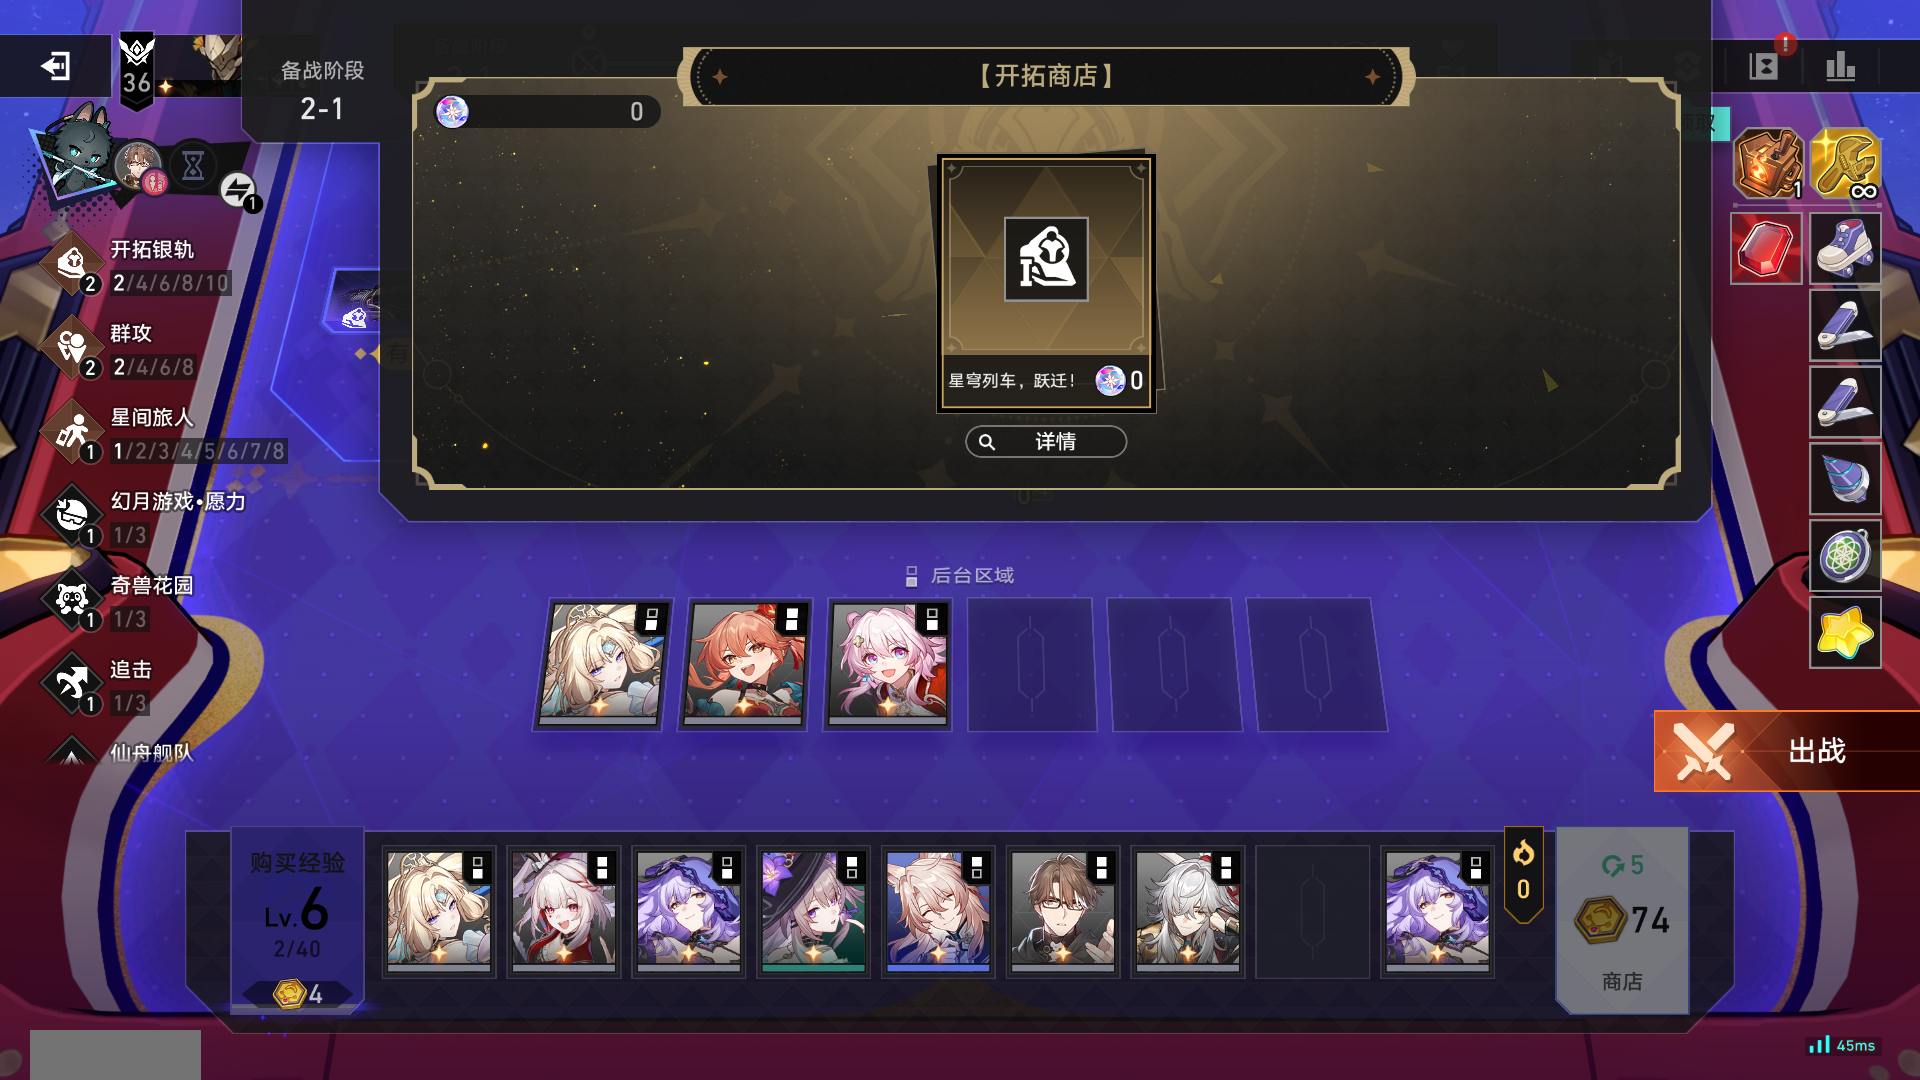 36
备战阶段
2-1
【开拓商店】
0
1
开拓银轨
2
2/4/6/8/10
群攻
2
2/4/6/8
星间旅人
1
1/2/3/4/5/6/7/8
幻月游戏•愿力
1
1/3
奇兽花园
1
1/3
追击
1
1/3
仙舟舰队
星穹列车，跃迁！
0
详情
取
1
∞
后台区域
出战
购买经验
Lv.6
2/40
4
0
5
74
商店
45ms